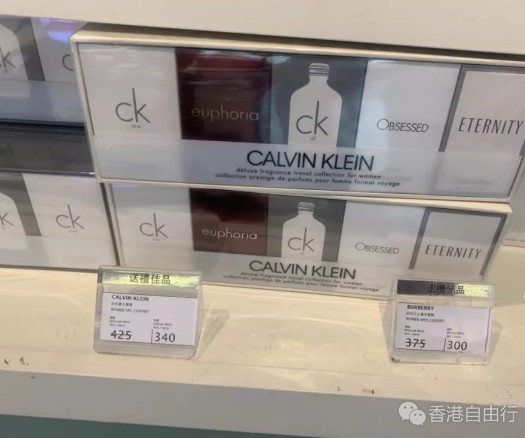 ck
one
euphoria
ck
OBSESSED
ETERNITY
CALVIN KLEIN
deluxe fragrance travel collection for women
collection prestige de parfums pour femme format voyage
ck
ck
euphoria
ck
OBSESSED
ETERNITY
CALVIN KLEIN
送禮佳品
CALVIN KLEIN
425
340
禮佳品
BURBERRY
375
300
香港自由行